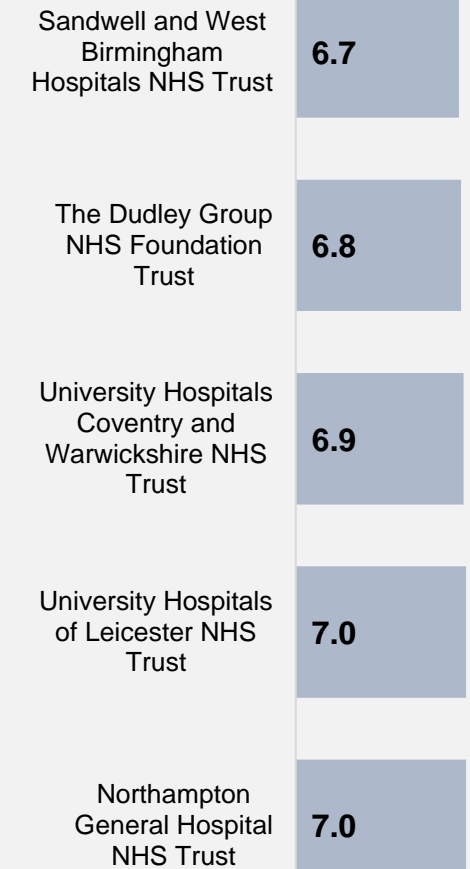 Sandwell and West
Birmingham
Hospitals NHS Trust
6.7
The Dudley Group
NHS Foundation
Trust
6.8
University Hospitals
Coventry and
Warwickshire NHS
Trust
6.9
University Hospitals
of Leicester NHS
Trust
7.0
Northampton
General Hospital
NHS Trust
7.0